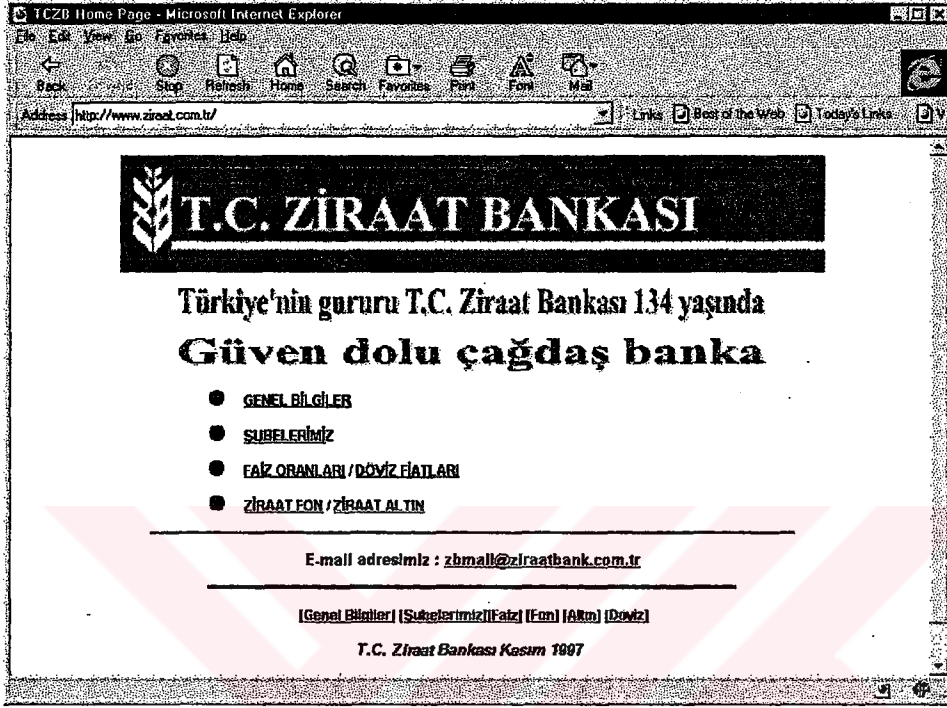 TCZB Home Page - Microsoft Internet Explorer
File Edit View Go Favorites Help
Back Stop Refresh Home Search Favorites Print Font Mail
Address http://www.ziraat.com.tr/ Links Best of the Web Today's Links
T.C. ZİRAAT BANKASI
Türkiye'nin gururu T.C. Ziraat Bankası 134 yaşında
Güven dolu çağdaş banka
GENEL BİLGİLER
ŞUBELERİMİZ
FAİZ ORANLARI / DÖVİZ FİATLARI
ZİRAAT FON / ZİRAAT ALTIN
E-mail adresimiz : zbmail@ziraatbank.com.tr
[Genel Bilgiler] [Şubelerimiz][Faiz] [Fon] [Altın] [Döviz]
T.C. Ziraat Bankası Kasım 1997